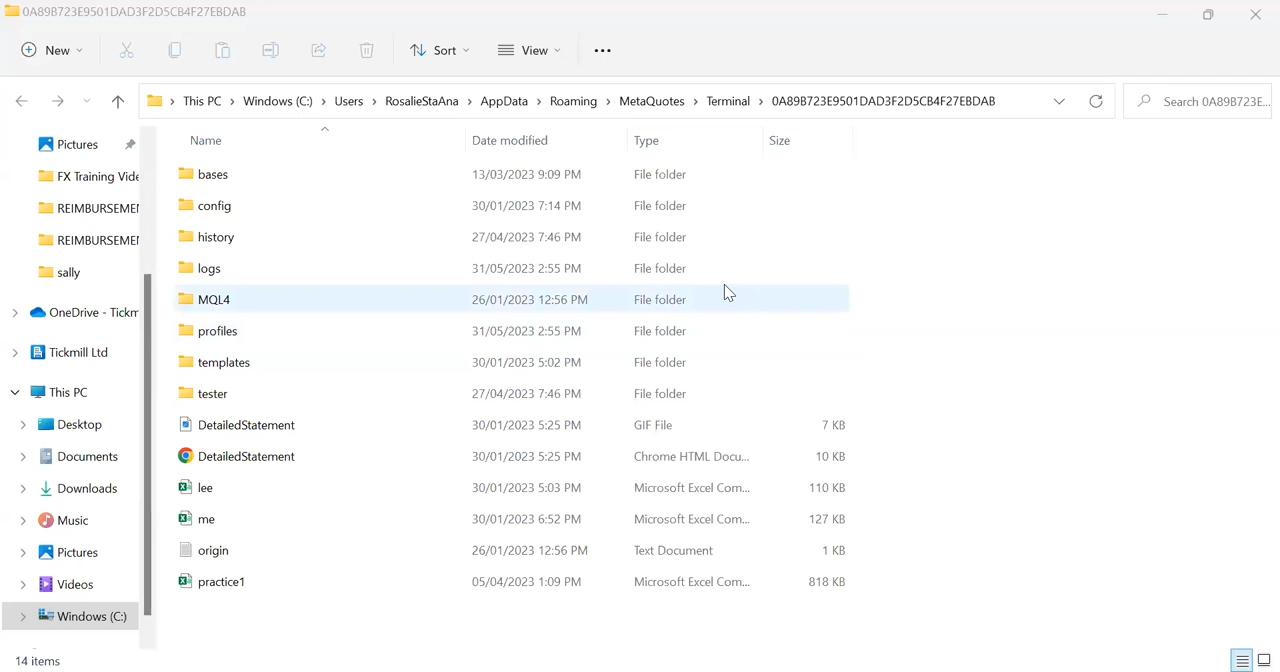 0A89B723E9501DAD3F2D5CB4F27EBDAB
New Sort View
This PC Windows (C:) Users RosalieStaAna AppData Roaming MetaQuotes Terminal 0A89B723E9501DAD3F2D5CB4F27EBDAB Search 0A89B723E...
Pictures
FX Training Vide
REIMBURSEME
REIMBURSEME
sally
OneDrive - Tickm
Tickmill Ltd
This PC
Desktop
Documents
Downloads
Music
Pictures
Videos
Windows (C:)
Name Date modified Type Size
bases 13/03/2023 9:09 PM File folder
config 30/01/2023 7:14 PM File folder
history 27/04/2023 7:46 PM File folder
logs 31/05/2023 2:55 PM File folder
MQL4 26/01/2023 12:56 PM File folder
profiles 31/05/2023 2:55 PM File folder
templates 30/01/2023 5:02 PM File folder
tester 27/04/2023 7:46 PM File folder
DetailedStatement 30/01/2023 5:25 PM GIF File 7 KB
DetailedStatement 30/01/2023 5:25 PM Chrome HTML Docu... 10 KB
lee 30/01/2023 5:03 PM Microsoft Excel Com... 110 KB
me 30/01/2023 6:52 PM Microsoft Excel Com... 127 KB
origin 26/01/2023 12:56 PM Text Document 1 KB
practice1 05/04/2023 1:09 PM Microsoft Excel Com... 818 KB
14 items